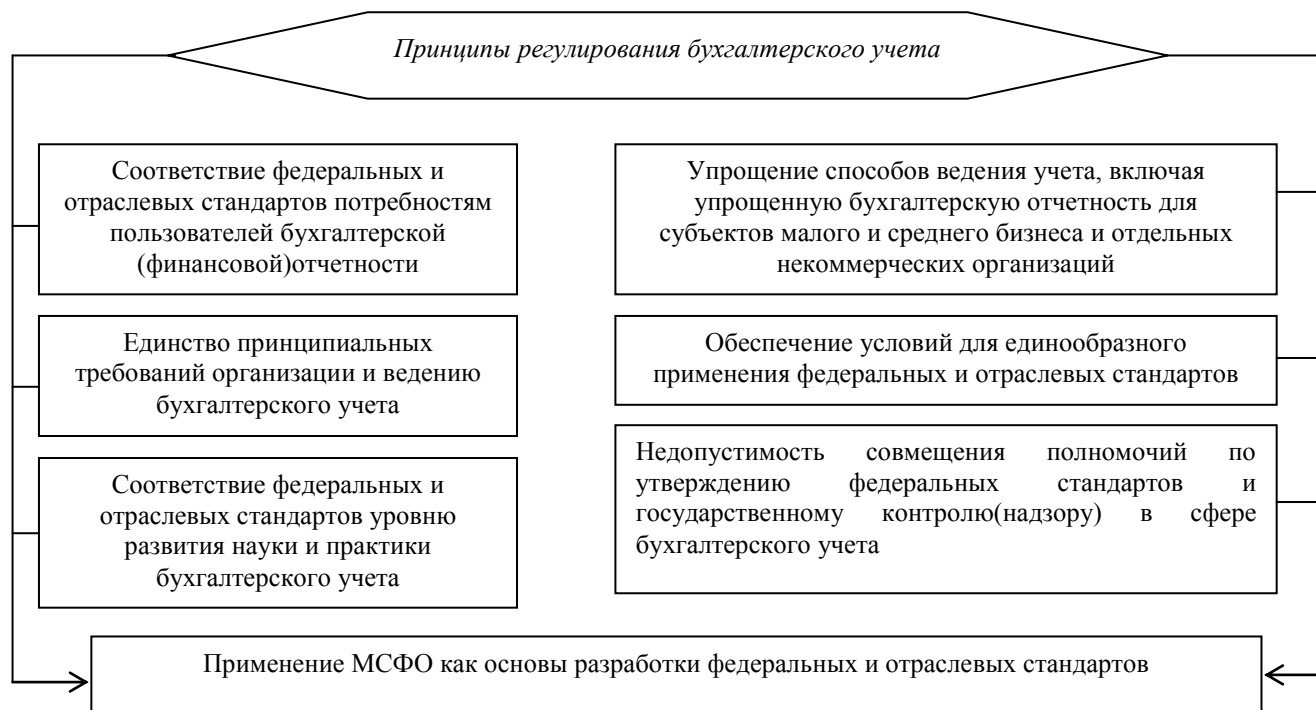 Принципы регулирования бухгалтерского учета
Соответствие федеральных и
отраслевых стандартов потребностям
пользователей бухгалтерской
(финансовой)отчетности
Единство принципиальных
требований организации и ведению
бухгалтерского учета
Соответствие федеральных и
отраслевых стандартов уровню
развития науки и практики
бухгалтерского учета
Упрощение способов ведения учета, включая
упрощенную бухгалтерскую отчетность для
субъектов малого и среднего бизнеса и отдельных
некоммерческих организаций
Обеспечение условий для единообразного
применения федеральных и отраслевых стандартов
Недопустимость совмещения полномочий по
утверждению федеральных стандартов и
государственному контролю(надзору) в сфере
бухгалтерского учета
Применение МСФО как основы разработки федеральных и отраслевых стандартов